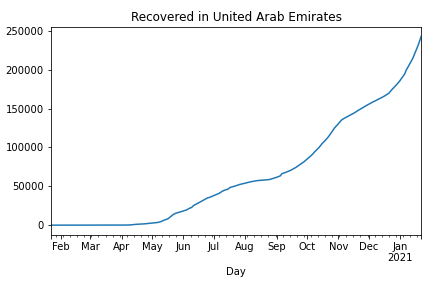 Recovered in United Arab Emirates
250000
200000
150000
100000
50000
0
Feb Mar Apr May Jun Jul Aug Sep Oct Nov Dec Jan
2021
Day